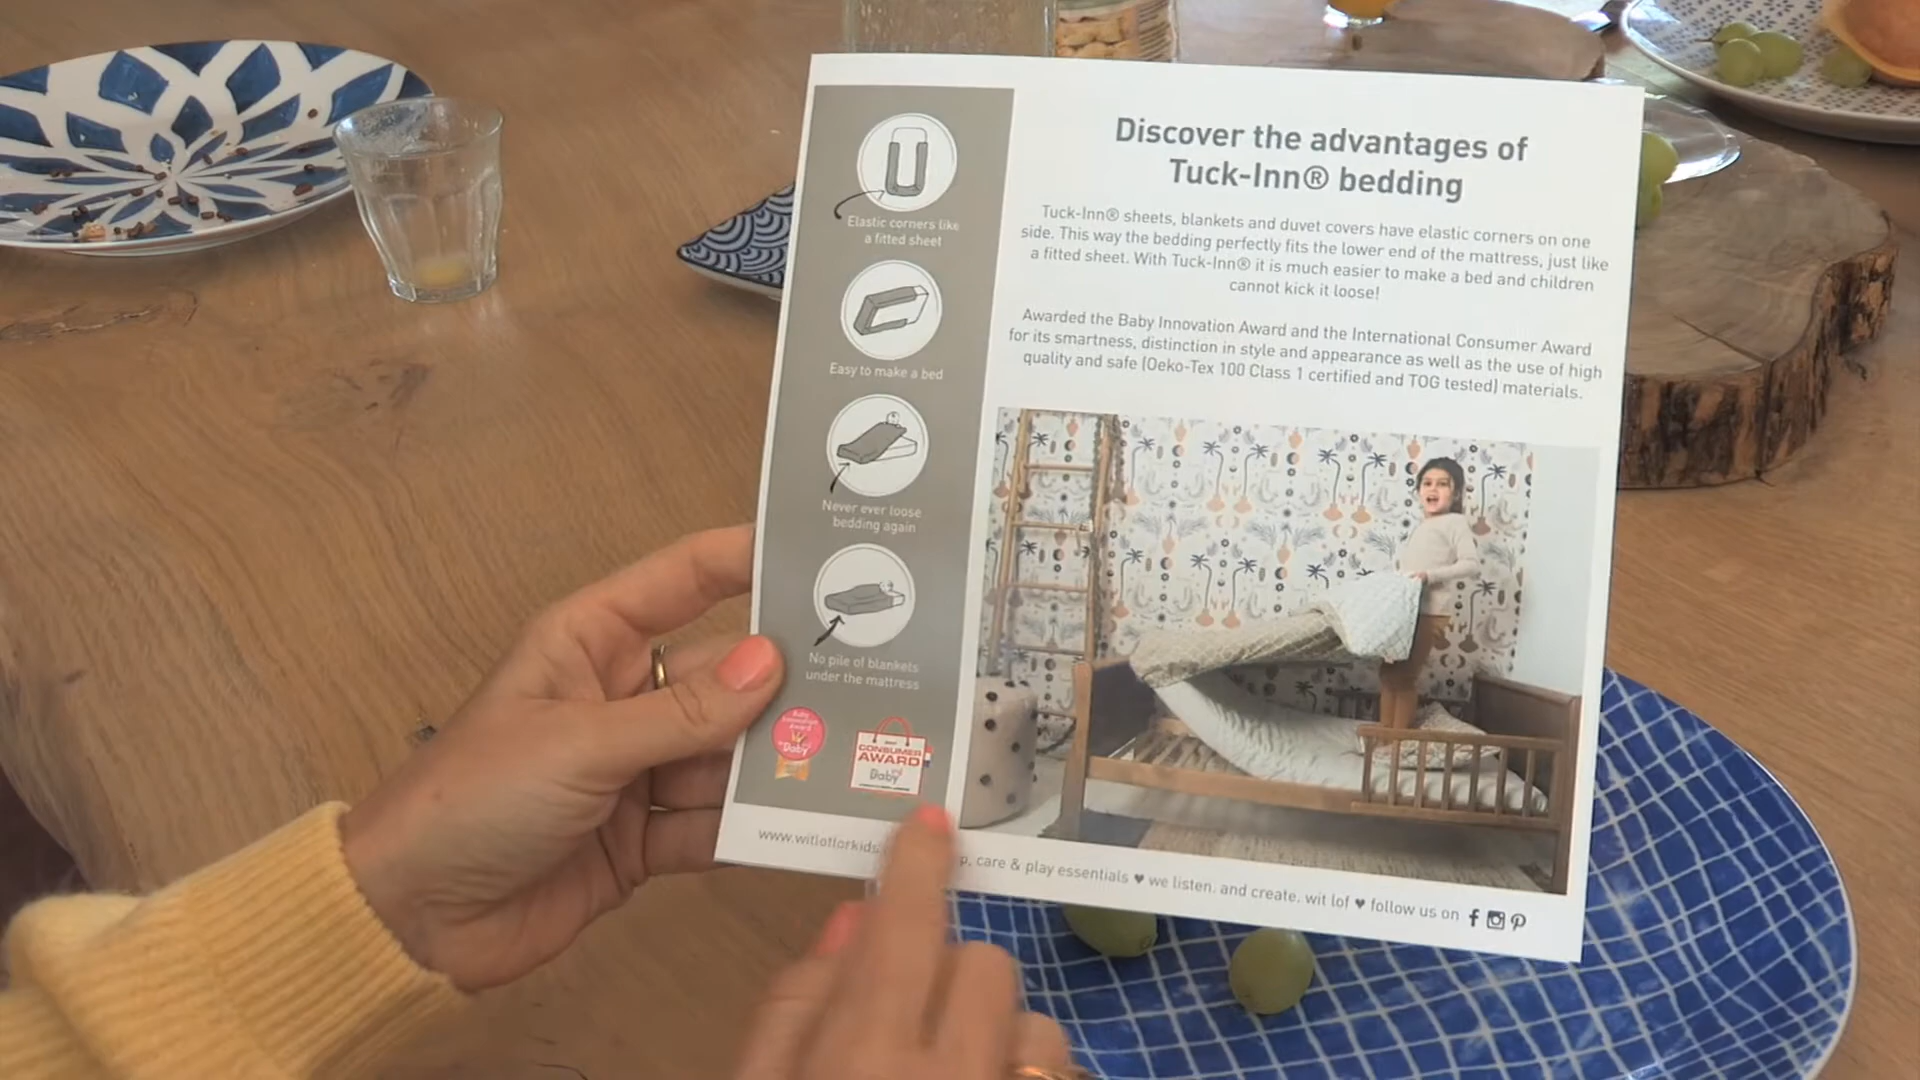 Elastic corners like
a fitted sheet
Easy to make a bed
Never ever loose
bedding again
No pile of blankets
under the mattress
Baby
Innovation
Award
Baby
CONSUMER
AWARD
Baby
Discover the advantages of
Tuck-Inn® bedding
Tuck-Inn® sheets, blankets and duvet covers have elastic corners on one
side. This way the bedding perfectly fits the lower end of the mattress, just like
a fitted sheet. With Tuck-Inn® it is much easier to make a bed and children
cannot kick it loose!
Awarded the Baby Innovation Award and the International Consumer Award
for its smartness, distinction in style and appearance as well as the use of high
quality and safe (Oeko-Tex 100 Class 1 certified and TOG tested) materials.
www.witlofforkids. care & play essentials ♥ we listen. and create. wit lof ♥ follow us on